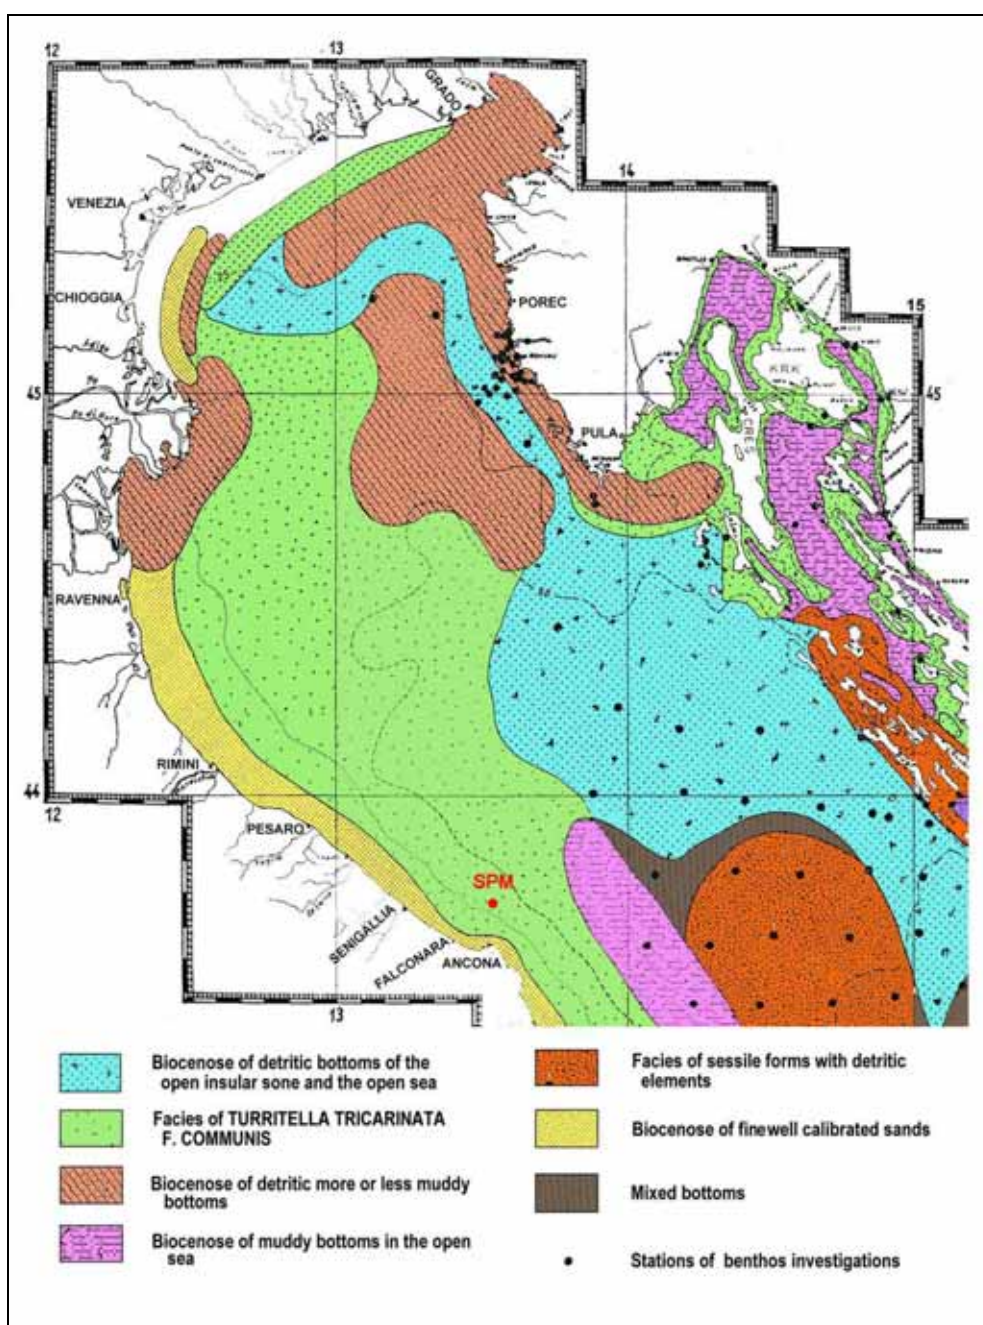 12
13
GRADO
14
VENEZIA
CHIOGGIA
POREC
15
KRK
45
45
CRES
PULA
RAVENNA
RIMINI
44
12
PESARO
SPM
SENIGALLIA
FALCONARA
ANCONA
13
Biocenose of detritic bottoms of the
open insular sone and the open sea
Facies of TURRITELLA TRICARINATA
F. COMMUNIS
Biocenose of detritic more or less muddy
bottoms
Biocenose of muddy bottoms in the open
sea
Facies of sessile forms with detritic
elements
Biocenose of finewell calibrated sands
Mixed bottoms
Stations of benthos investigations